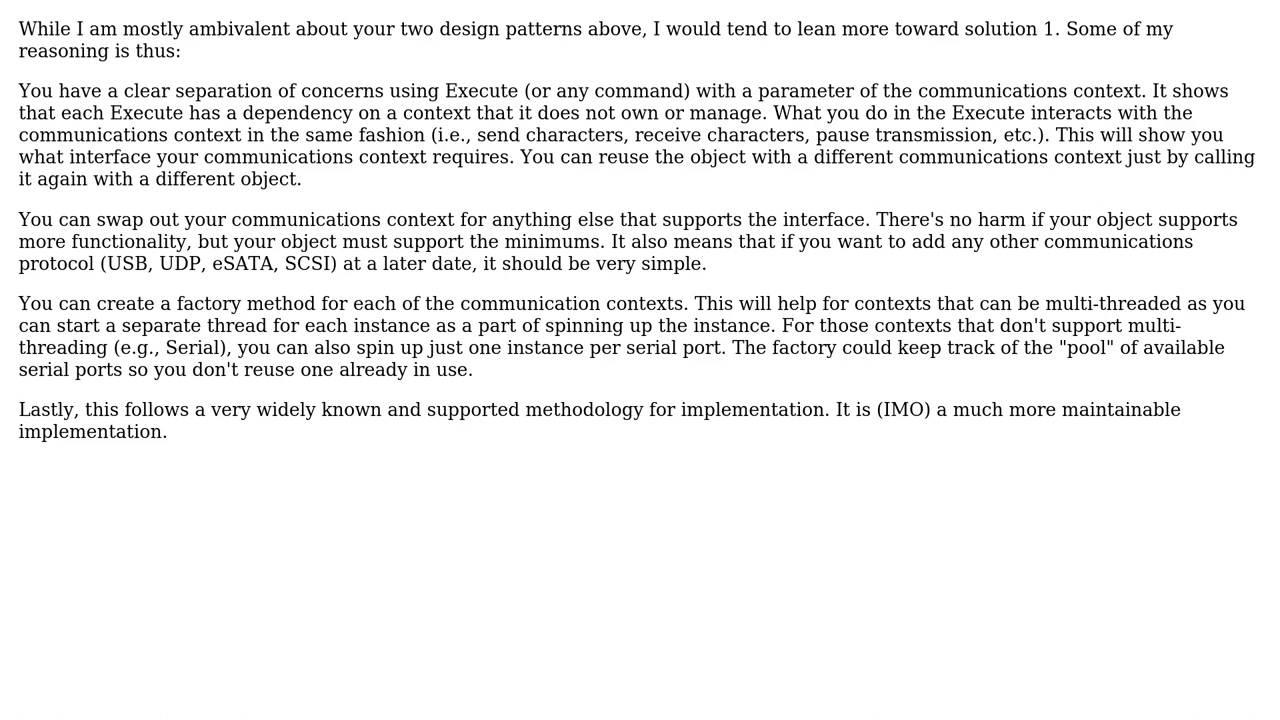 While I am mostly ambivalent about your two design patterns above, I would tend to lean more toward solution 1. Some of my
reasoning is thus:
You have a clear separation of concerns using Execute (or any command) with a parameter of the communications context. It shows
that each Execute has a dependency on a context that it does not own or manage. What you do in the Execute interacts with the
communications context in the same fashion (i.e., send characters, receive characters, pause transmission, etc.). This will show you
what interface your communications context requires. You can reuse the object with a different communications context just by calling
it again with a different object.
You can swap out your communications context for anything else that supports the interface. There's no harm if your object supports
more functionality, but your object must support the minimums. It also means that if you want to add any other communications
protocol (USB, UDP, eSATA, SCSI) at a later date, it should be very simple.
You can create a factory method for each of the communication contexts. This will help for contexts that can be multi-threaded as you
can start a separate thread for each instance as a part of spinning up the instance. For those contexts that don't support multi-
threading (e.g., Serial), you can also spin up just one instance per serial port. The factory could keep track of the "pool" of available
serial ports so you don't reuse one already in use.
Lastly, this follows a very widely known and supported methodology for implementation. It is (IMO) a much more maintainable
implementation.